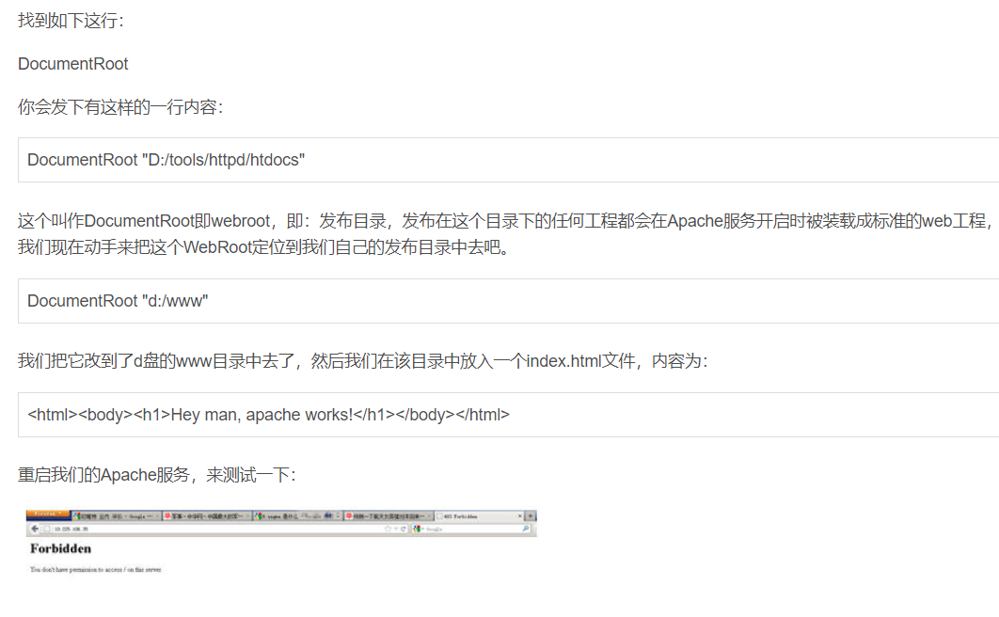 找到如下这行：
DocumentRoot
你会发下有这样的一行内容：
DocumentRoot "D:/tools/httpd/htdocs"
这个叫作DocumentRoot即webroot，即：发布目录，发布在这个目录下的任何工程都会在Apache服务开启时被装载成标准的web工程，
我们现在动手来把这个WebRoot定位到我们自己的发布目录中去吧。
DocumentRoot "d:/www"
我们把它改到了d盘的www目录中去了，然后我们在该目录中放入一个index.html文件，内容为：
<html><body><h1>Hey man, apache works!</h1></body></html>
重启我们的Apache服务，来测试一下：
403 Forbidden
Google
Forbidden
You don't have permission to access / on this server.